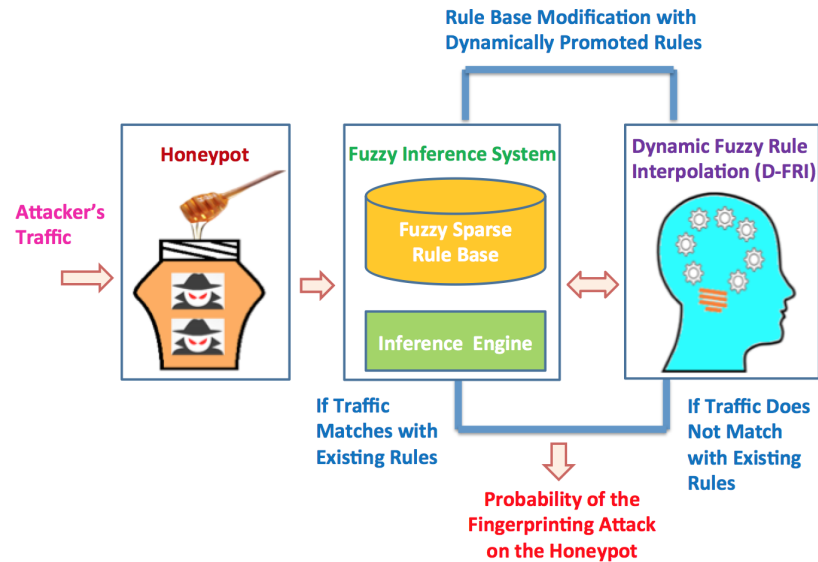 Rule Base Modification with
Dynamically Promoted Rules
Honeypot
Fuzzy Inference System
Dynamic Fuzzy Rule
Interpolation (D-FRI)
Attacker's
Traffic
Fuzzy Sparse
Rule Base
Inference Engine
If Traffic
Matches with
Existing Rules
If Traffic Does
Not Match
with Existing
Rules
Probability of the
Fingerprinting Attack
on the Honeypot